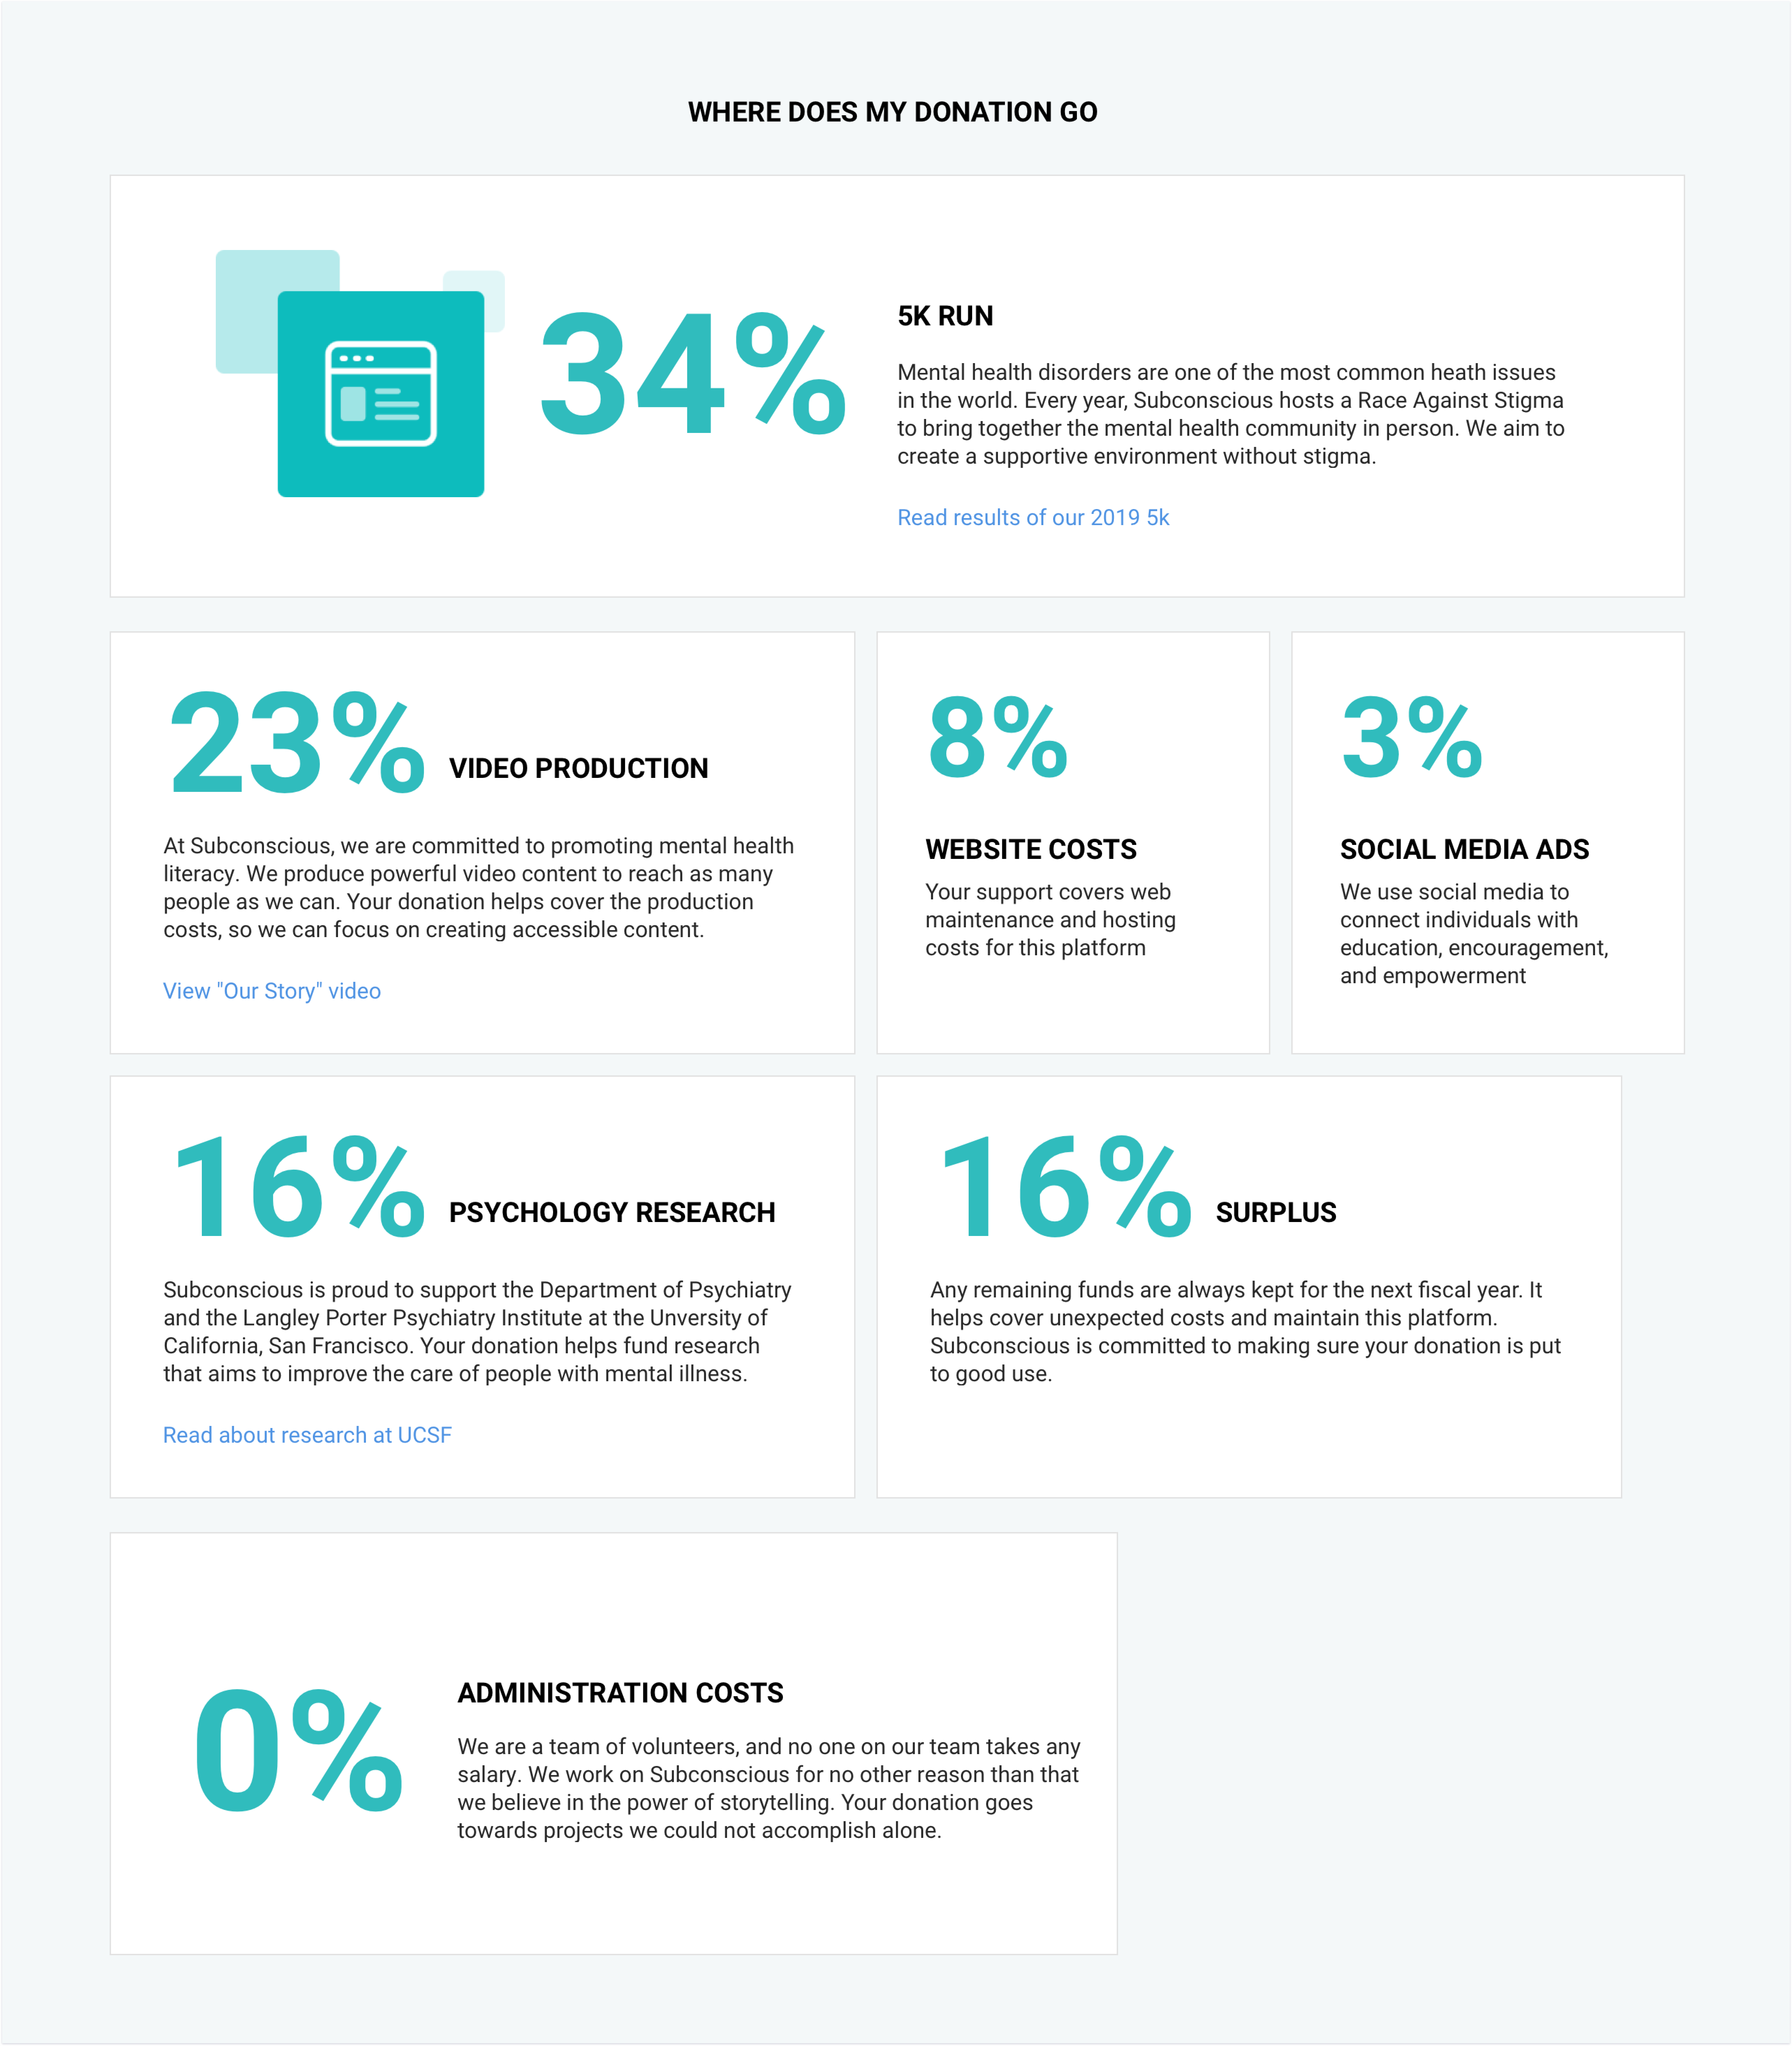 WHERE DOES MY DONATION GO
34%
5K RUN
Mental health disorders are one of the most common heath issues
in the world. Every year, Subconscious hosts a Race Against Stigma
to bring together the mental health community in person. We aim to
create a supportive environment without stigma.
Read results of our 2019 5k
23% VIDEO PRODUCTION
At Subconscious, we are committed to promoting mental health
literacy. We produce powerful video content to reach as many
people as we can. Your donation helps cover the production
costs, so we can focus on creating accessible content.
View "Our Story" video
8%
WEBSITE COSTS
Your support covers web
maintenance and hosting
costs for this platform
3%
SOCIAL MEDIA ADS
We use social media to
connect individuals with
education, encouragement,
and empowerment
16% PSYCHOLOGY RESEARCH
Subconscious is proud to support the Department of Psychiatry
and the Langley Porter Psychiatry Institute at the Unversity of
California, San Francisco. Your donation helps fund research
that aims to improve the care of people with mental illness.
Read about research at UCSF
16% SURPLUS
Any remaining funds are always kept for the next fiscal year. It
helps cover unexpected costs and maintain this platform.
Subconscious is committed to making sure your donation is put
to good use.
0%
ADMINISTRATION COSTS
We are a team of volunteers, and no one on our team takes any
salary. We work on Subconscious for no other reason than that
we believe in the power of storytelling. Your donation goes
towards projects we could not accomplish alone.